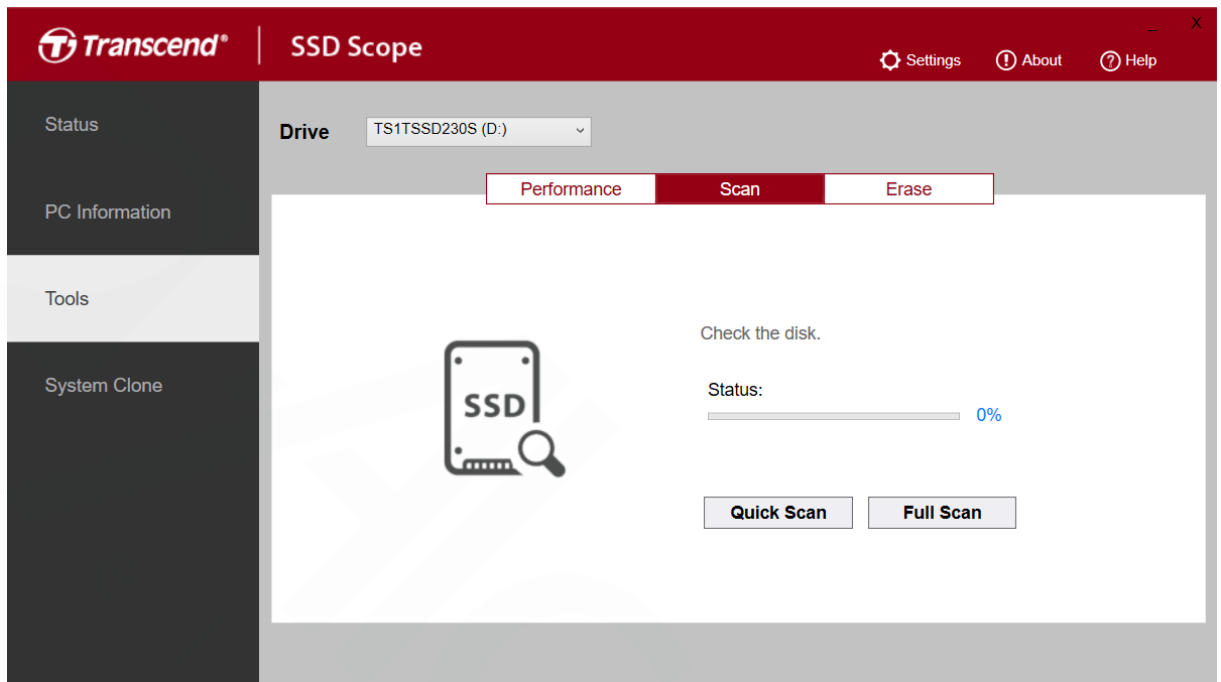 Transcend®
SSD Scope
_ X
Settings
About
Help
Status
PC Information
Tools
System Clone
Drive
TS1TSSD230S (D:)
Performance
Scan
Erase
SSD
Check the disk.
Status:
0%
Quick Scan
Full Scan